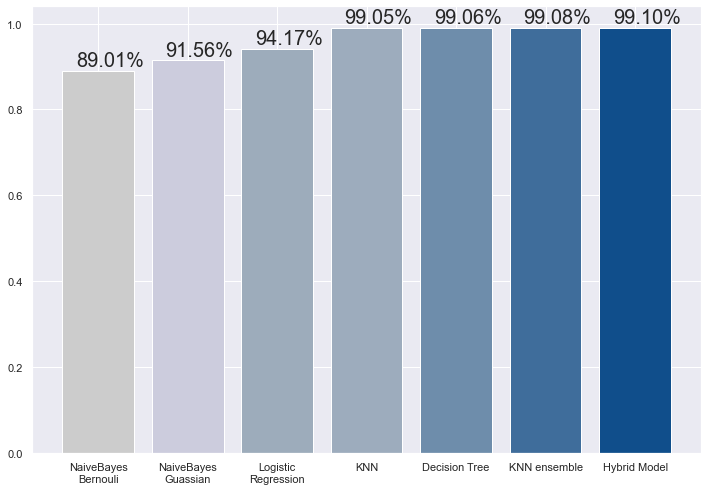 89.01%
91.56%
94.17%
99.05%
99.06%
99.08%
99.10%
1.0
0.8
0.6
0.4
0.2
0.0
NaiveBayes
Bernouli
NaiveBayes
Guassian
Logistic
Regression
KNN
Decision Tree
KNN ensemble
Hybrid Model